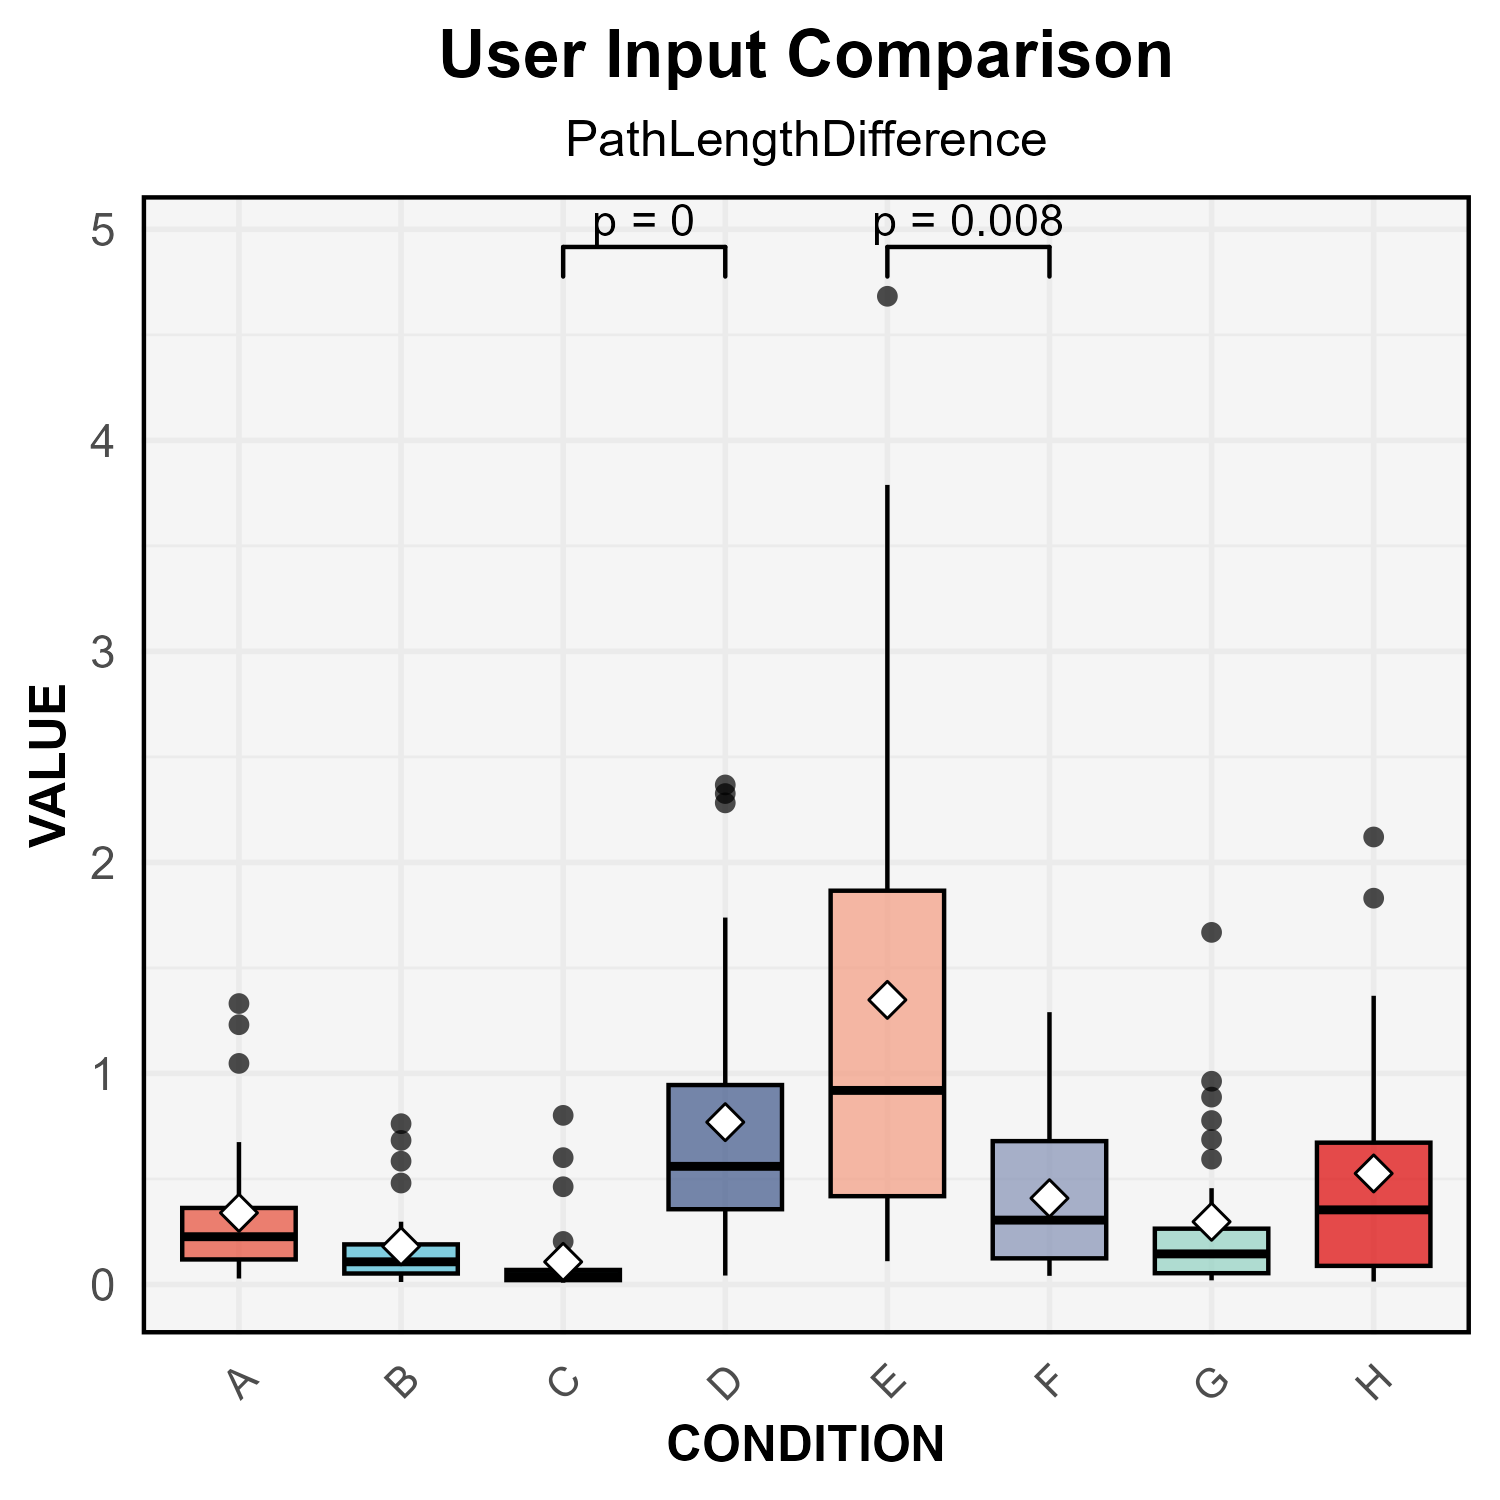 User Input Comparison
PathLengthDifference
p = 0
p = 0.008
5
4
3
2
1
0
VALUE
A
B
C
D
E
F
G
H
CONDITION